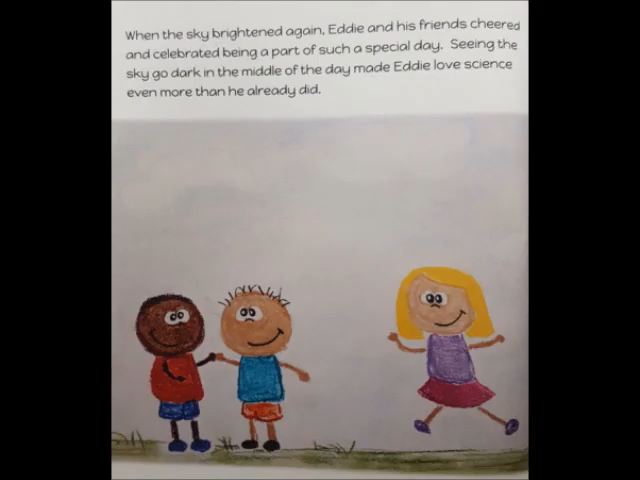 When the sky brightened again, Eddie and his friends cheered
and celebrated being a part of such a special day. Seeing the
sky go dark in the middle of the day made Eddie love science
even more than he already did.